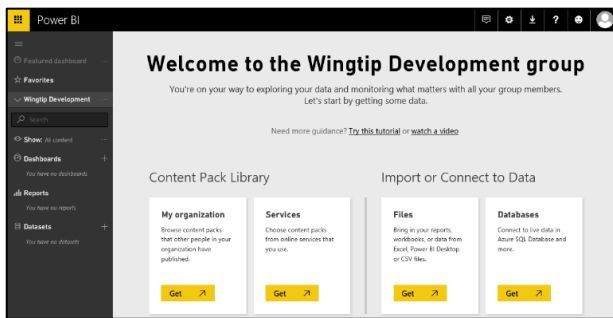 Power BI
?
Featured dashboard
Favorites
Wingtip Development
Search
Show: All content
Dashboards
You have no dashboards
Reports
You have no reports
Datasets
You have no datasets
Welcome to the Wingtip Development group
You're on your way to exploring your data and monitoring what matters with all your group members.
Let's start by getting some data.
Need more guidance? Try this tutorial or watch a video
Content Pack Library
My organization
Browse content packs
that other people in your
organization have
published.
Get
Services
Choose content packs
from online services that
you use.
Get
Import or Connect to Data
Files
Bring in your reports,
workbooks, or data from
Excel, Power BI Desktop
or CSV files.
Get
Databases
Connect to live data in
Azure SQL Database and
more.
Get